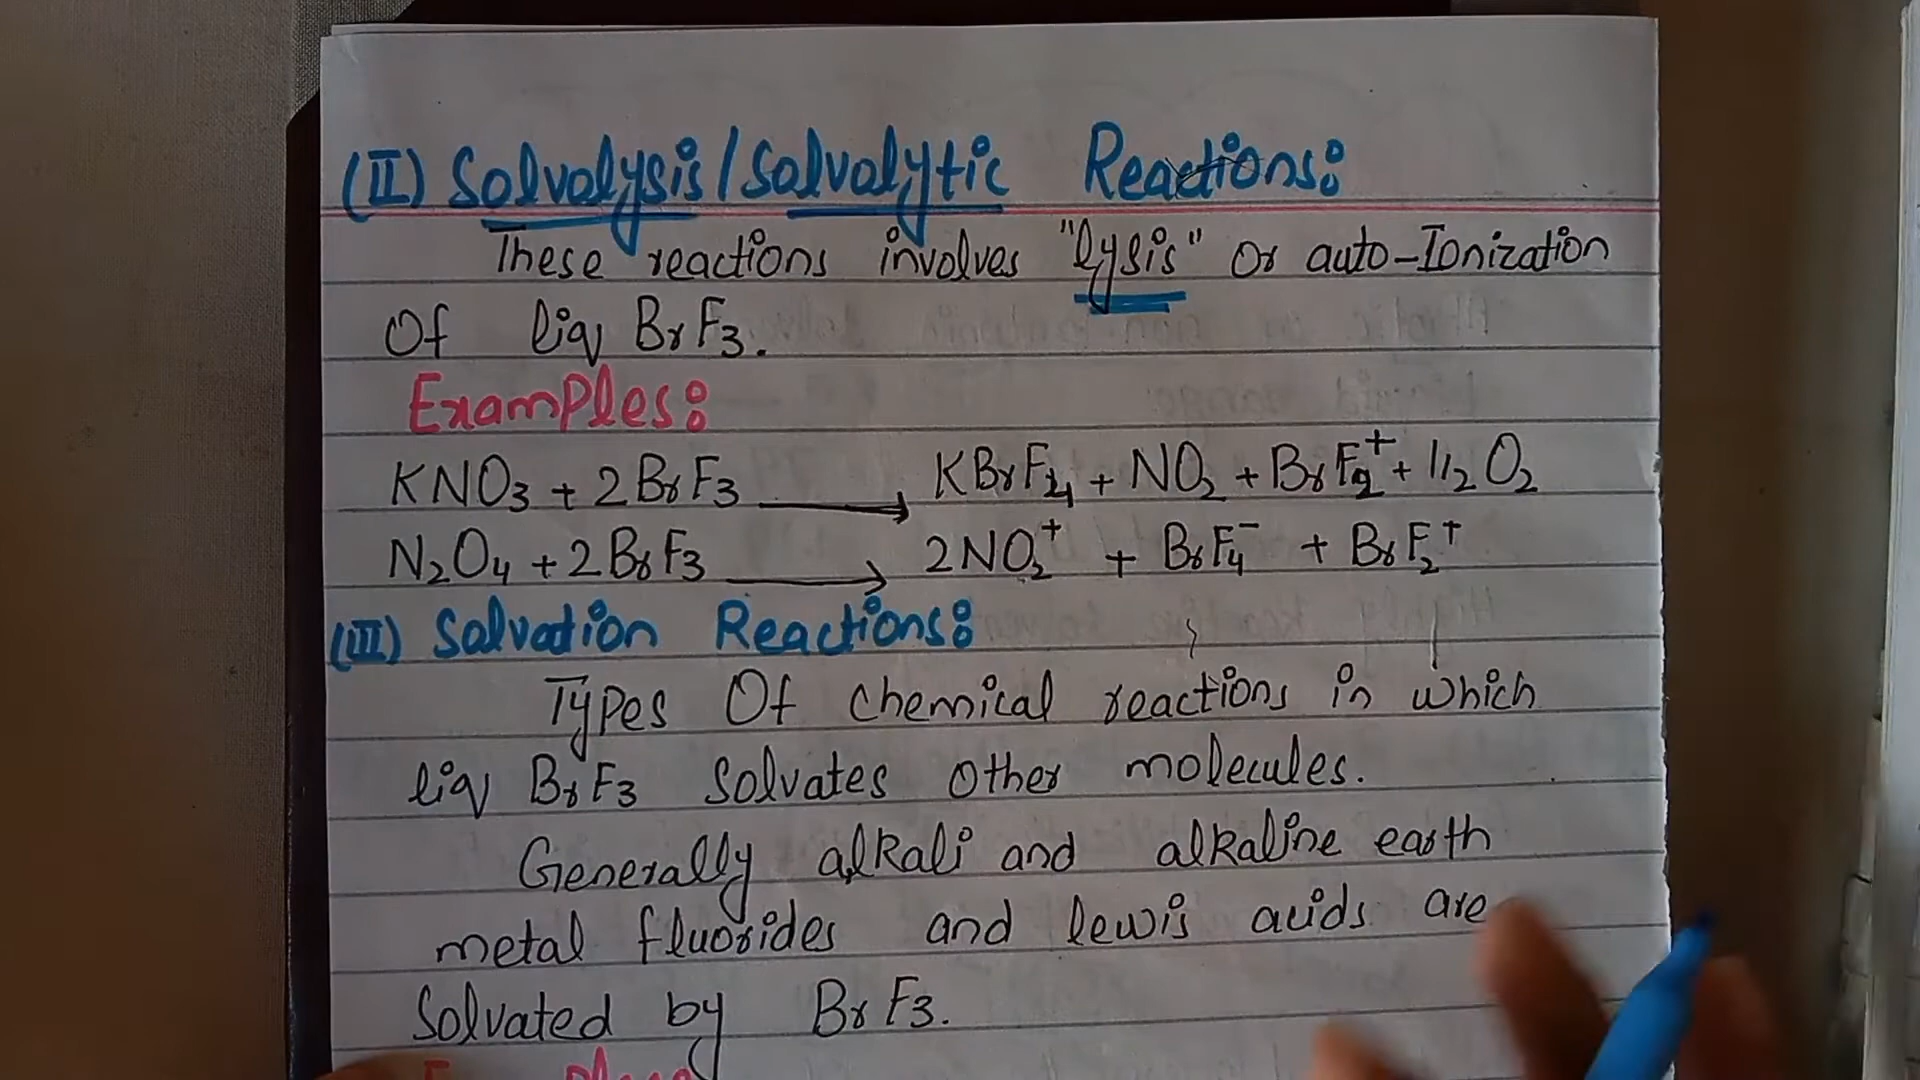 (II) Solvolysis/Solvolytic Reactions:
These reactions involves "lysis" Or auto-Ionization
Of liq BrF3.
Examples:
KNO3 + 2BrF3 → KBrF4 + NO2 + BrF2+ + 1/2 O2
N2O4 + 2BrF3 → 2NO2+ + BrF4- + BrF2+
(III) Solvation Reactions:
Types Of chemical reactions in which
liq BrF3 solvates other molecules.
Generally alkali and alkaline earth
metal fluorides and lewis acids are
Solvated by BrF3.